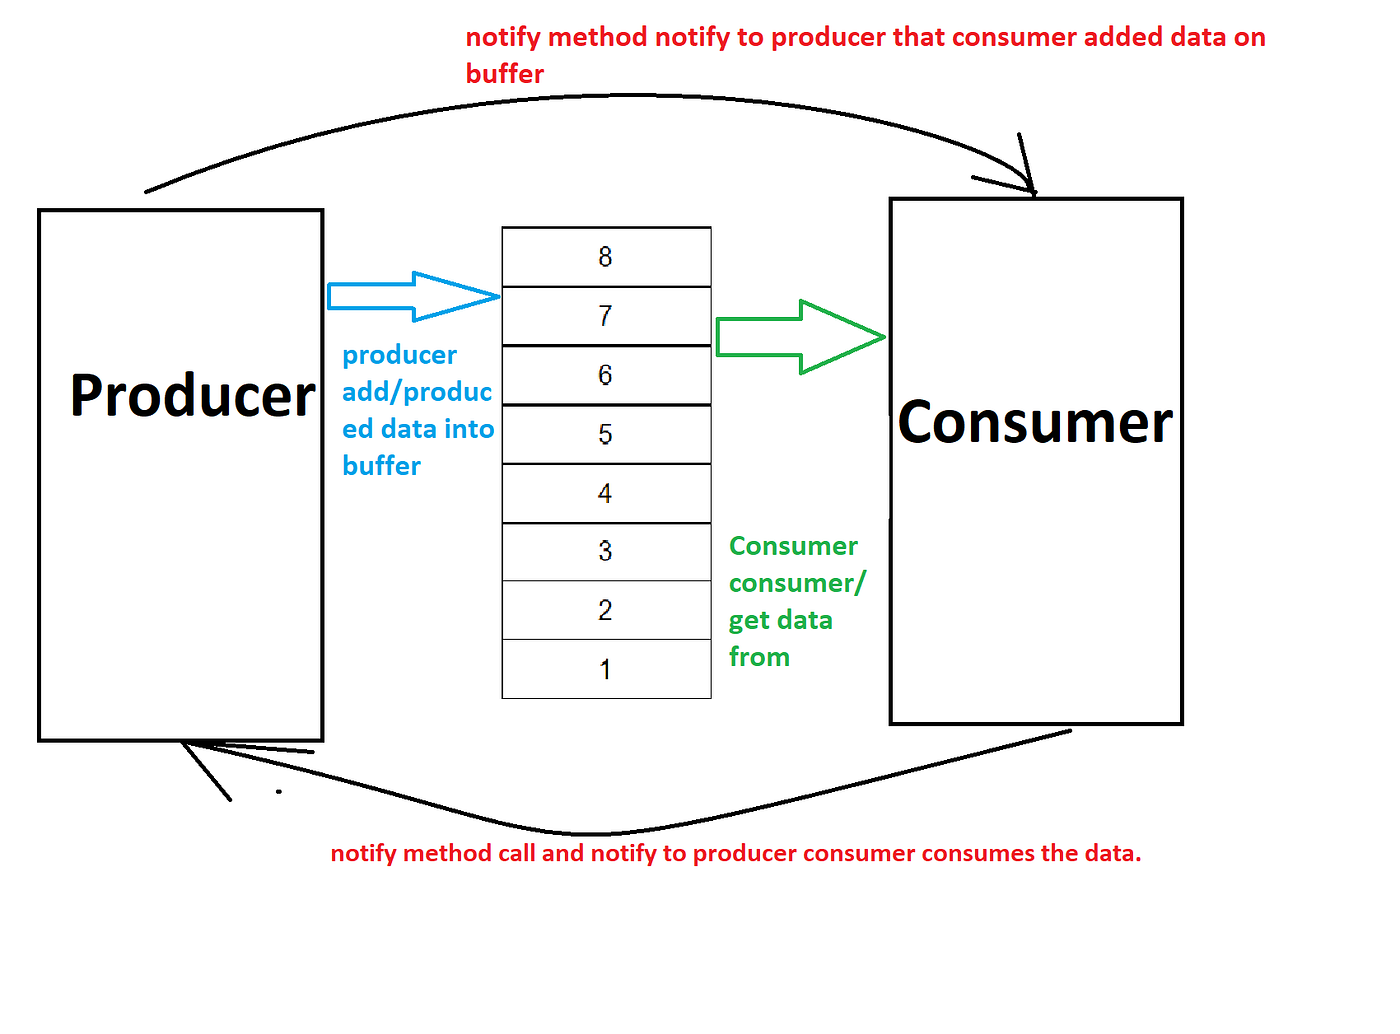 notify method notify to producer that consumer added data on
buffer
Producer
producer
add/produc
ed data into
buffer
8
7
6
5
4
3
2
1
Consumer
consumer/
get data
from
Consumer
notify method call and notify to producer consumer consumes the data.